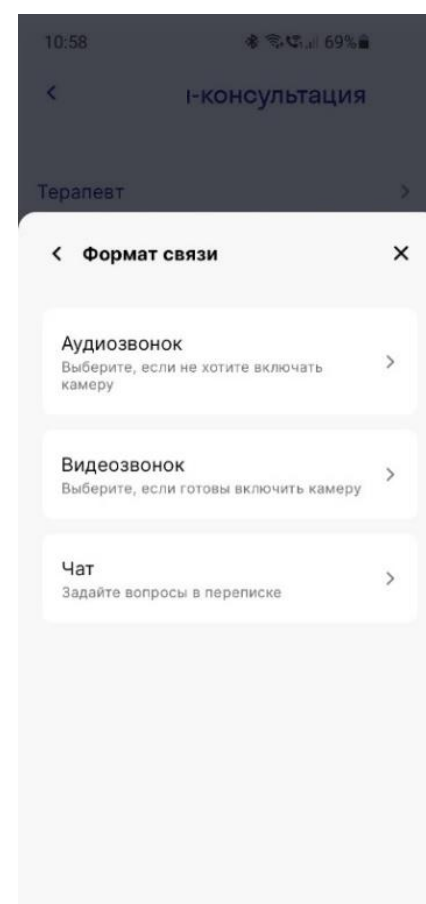 10:58
69%
-консультация
Терапевт
Формат связи
Аудиозвонок
Выберите, если не хотите включать
камеру
Видеозвонок
Выберите, если готовы включить камеру
Чат
Задайте вопросы в переписке